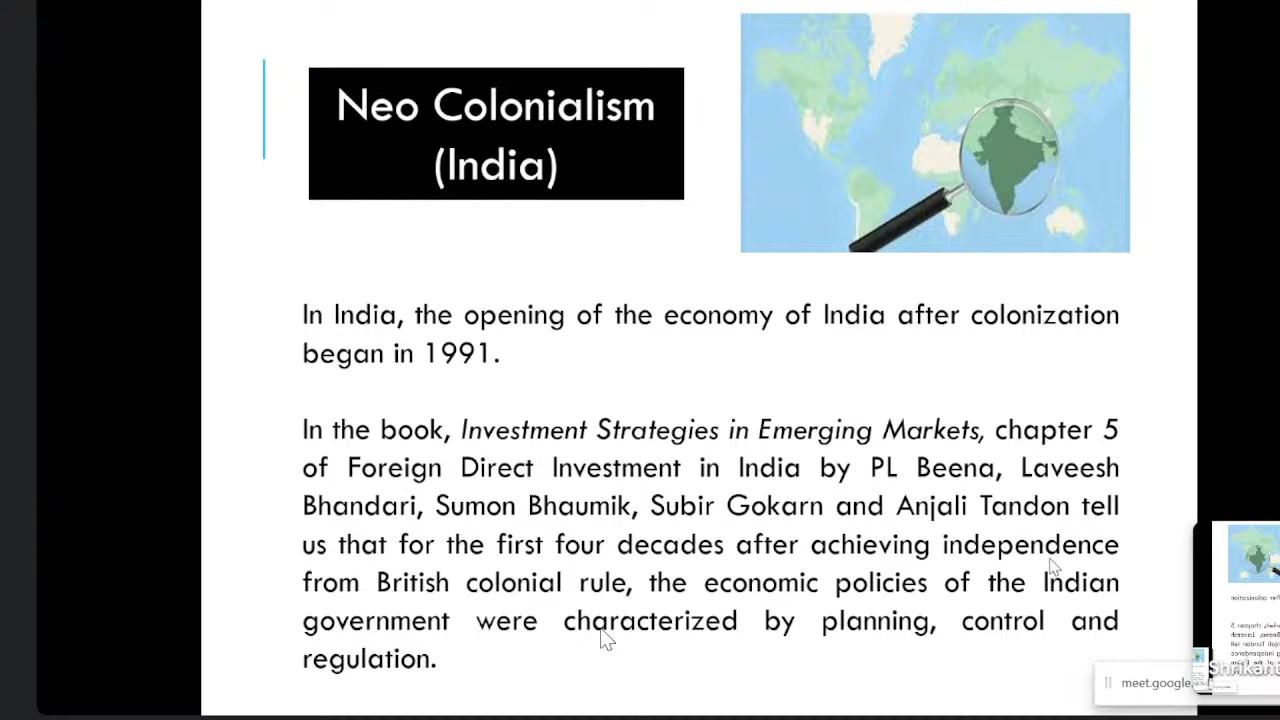 Neo Colonialism
(India)
In India, the opening of the economy of India after colonization
began in 1991.
In the book, Investment Strategies in Emerging Markets, chapter 5
of Foreign Direct Investment in India by PL Beena, Laveesh
Bhandari, Sumon Bhaumik, Subir Gokarn and Anjali Tandon tell
us that for the first four decades after achieving independence
from British colonial rule, the economic policies of the Indian
government were characterized by planning, control and
regulation.
Shrikant
meet.google.